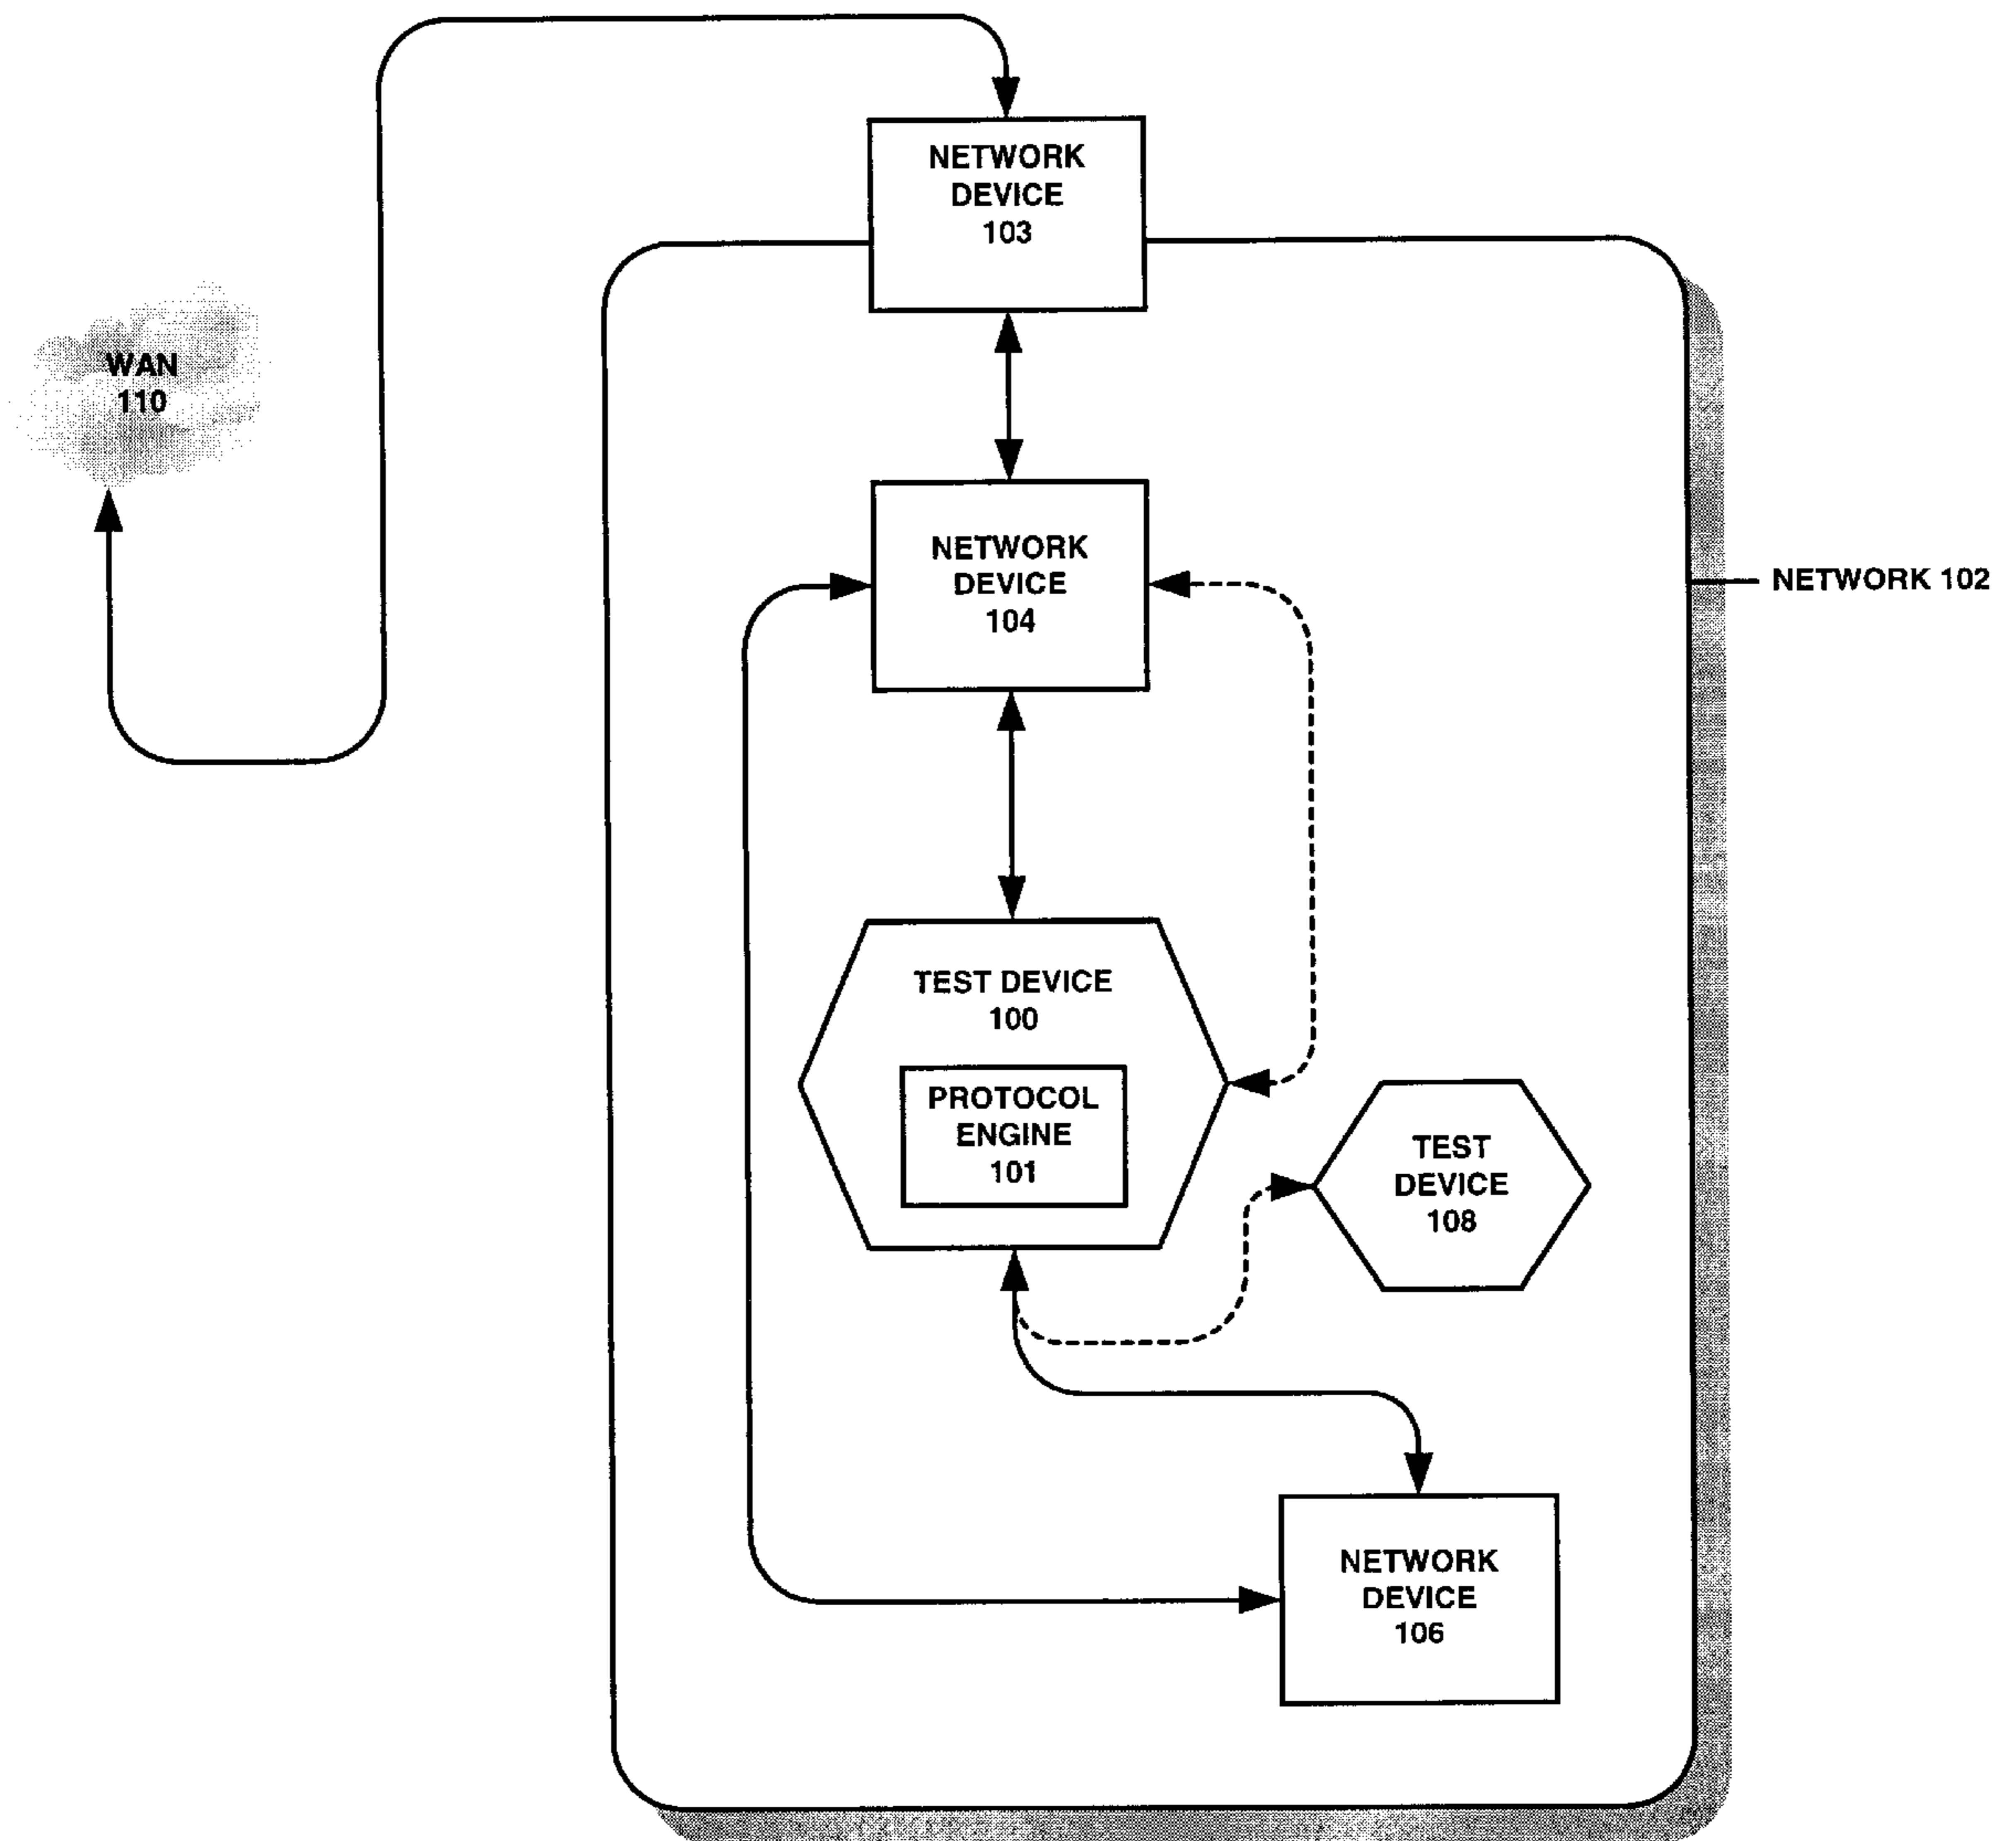 NETWORK
DEVICE
103
WAN
110
NETWORK
DEVICE
104
NETWORK 102
TEST DEVICE
100
PROTOCOL
ENGINE
101
TEST
DEVICE
108
NETWORK
DEVICE
106